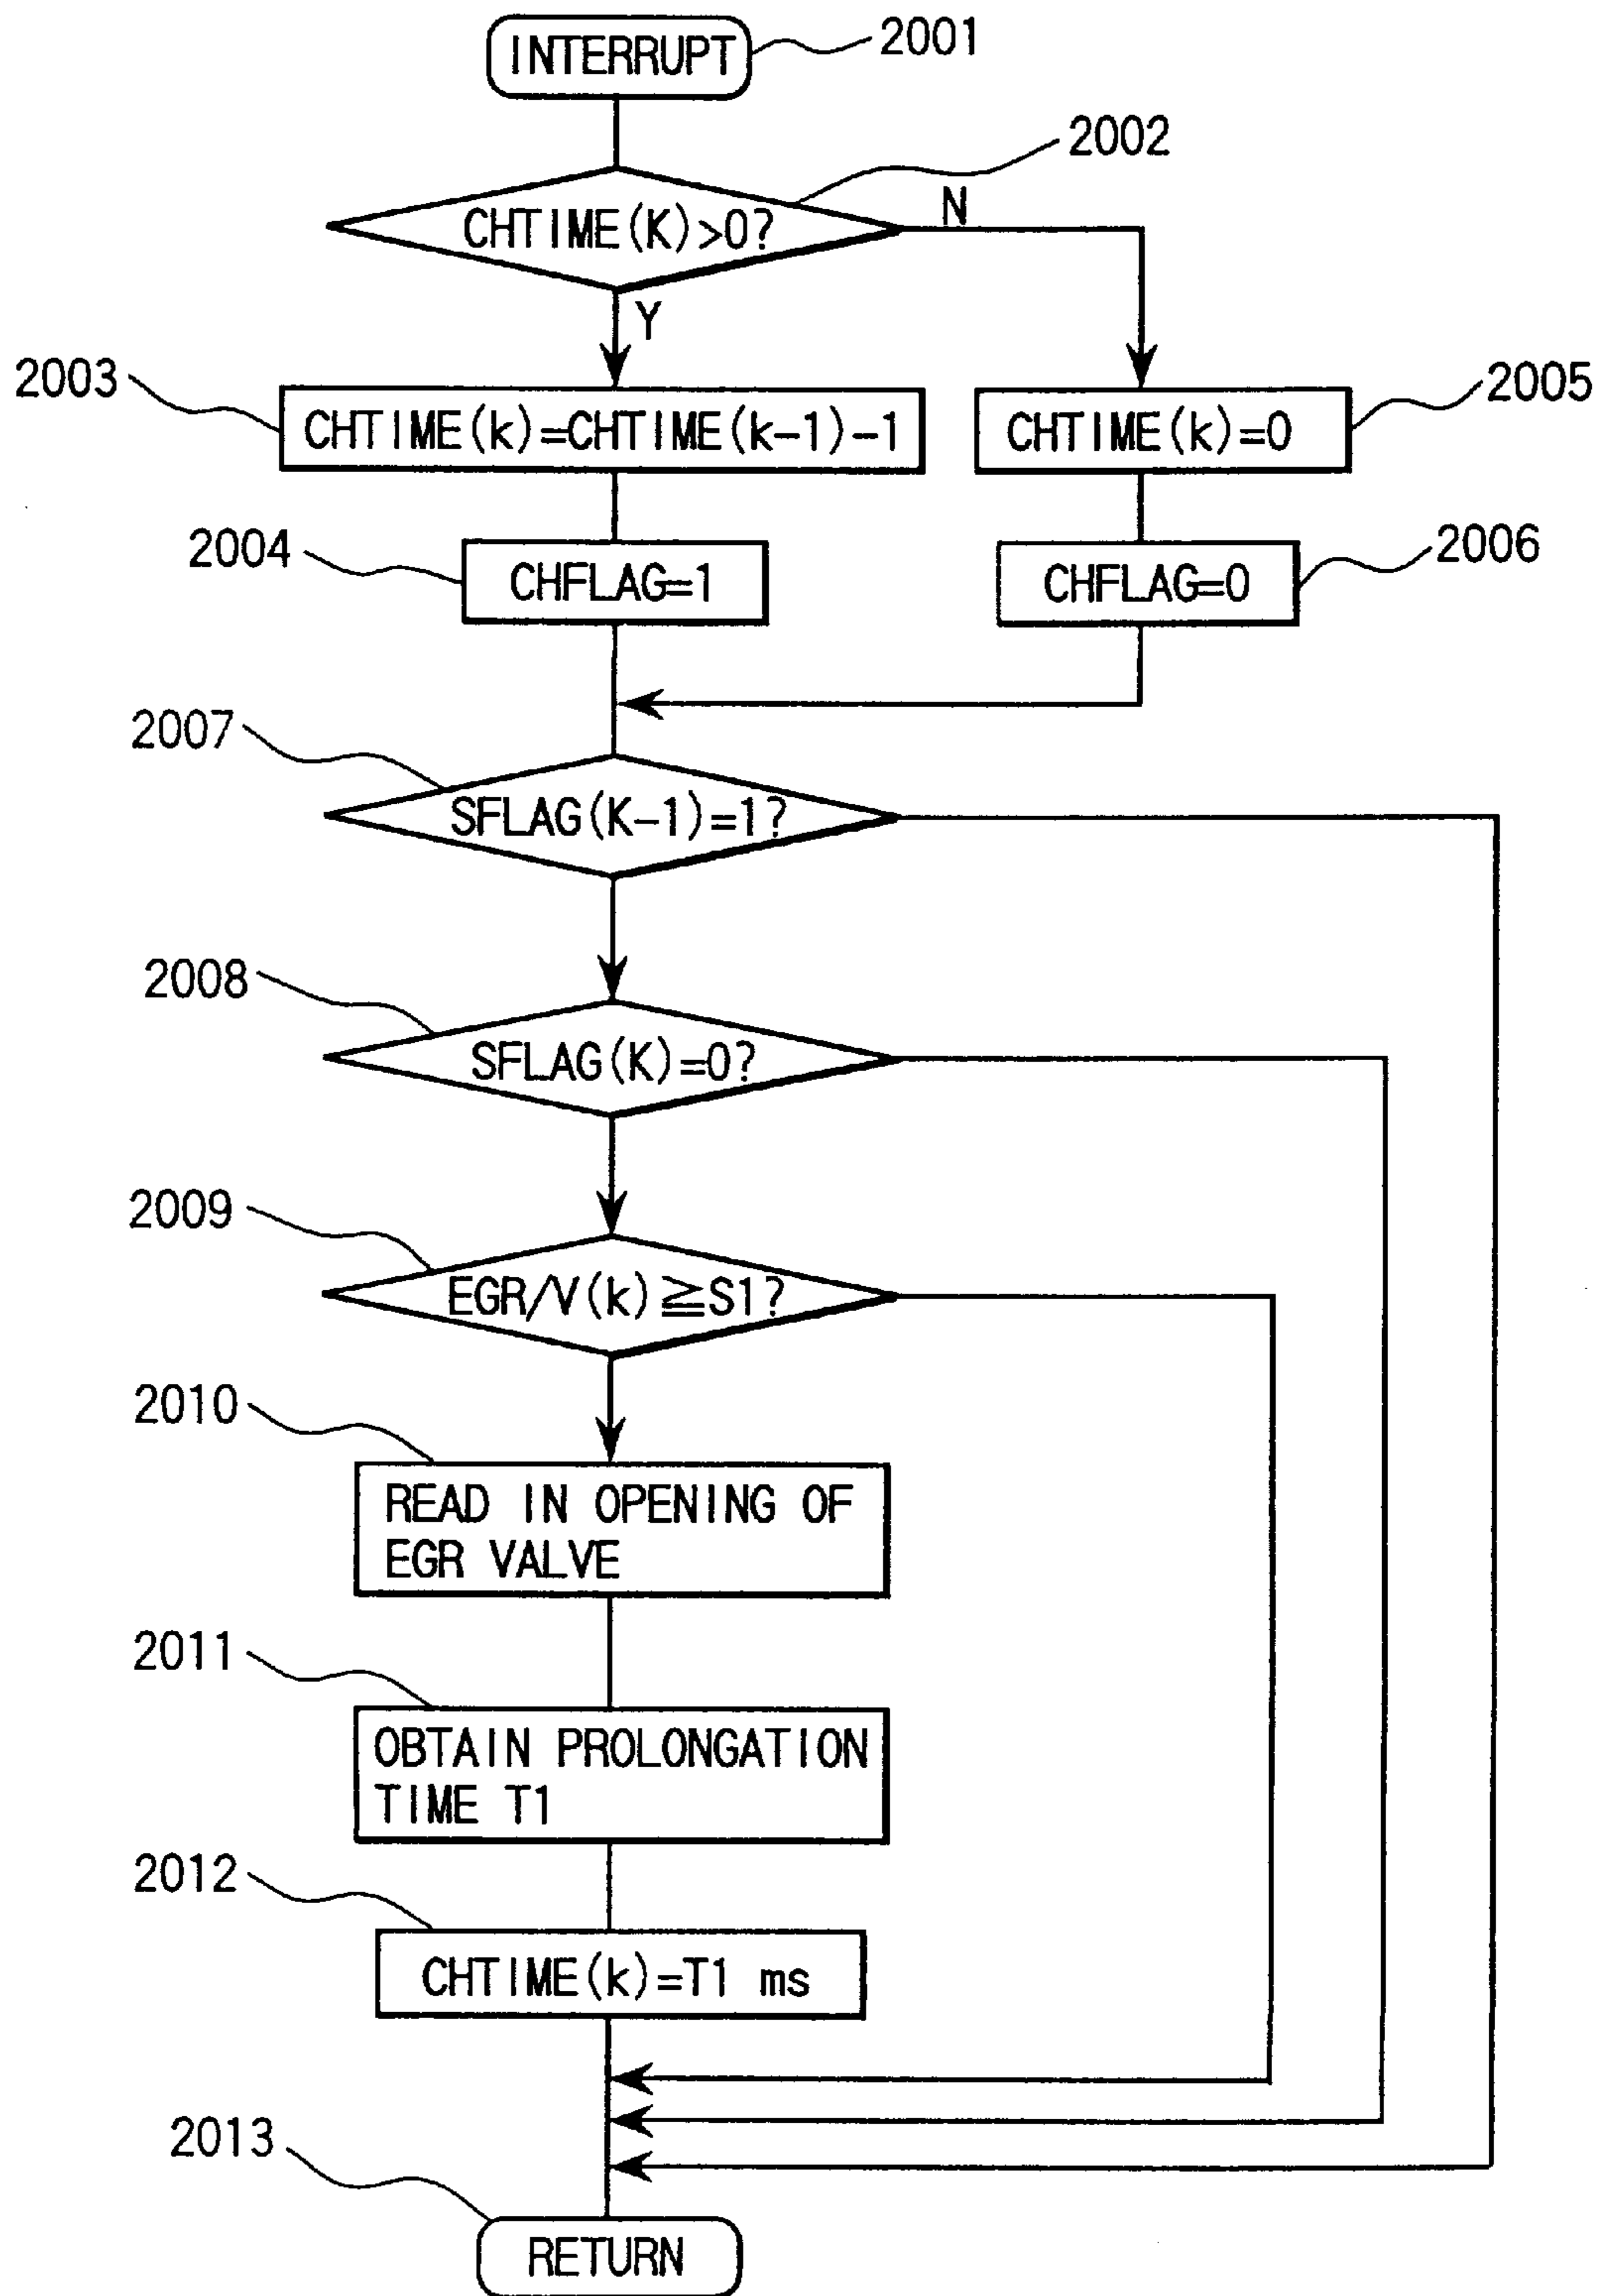 INTERRUPT
2001
2002
CHTIME(K)>0?
N
Y
2003
CHTIME(k)=CHTIME(k-1)-1
CHTIME(k)=0
2005
2004
CHFLAG=1
CHFLAG=0
2006
2007
SFLAG(K-1)=1?
2008
SFLAG(K)=0?
2009
EGR/V(k)≧S1?
2010
READ IN OPENING OF
EGR VALVE
2011
OBTAIN PROLONGATION
TIME T1
2012
CHTIME(k)=T1 ms
2013
RETURN